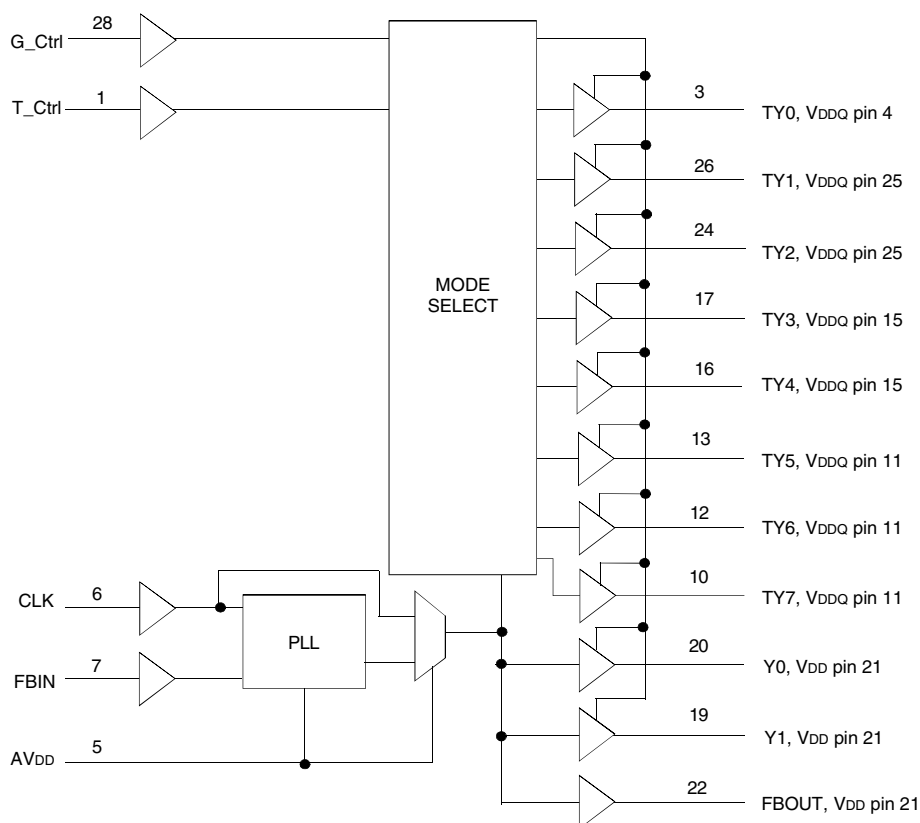 28
G_Ctrl
1
T_Ctrl
MODE
SELECT
3
TY0, VDDQ pin 4
26
TY1, VDDQ pin 25
24
TY2, VDDQ pin 25
17
TY3, VDDQ pin 15
16
TY4, VDDQ pin 15
13
TY5, VDDQ pin 11
12
TY6, VDDQ pin 11
10
TY7, VDDQ pin 11
CLK
6
PLL
7
FBIN
5
AVDD
20
Y0, VDD pin 21
19
Y1, VDD pin 21
22
FBOUT, VDD pin 21